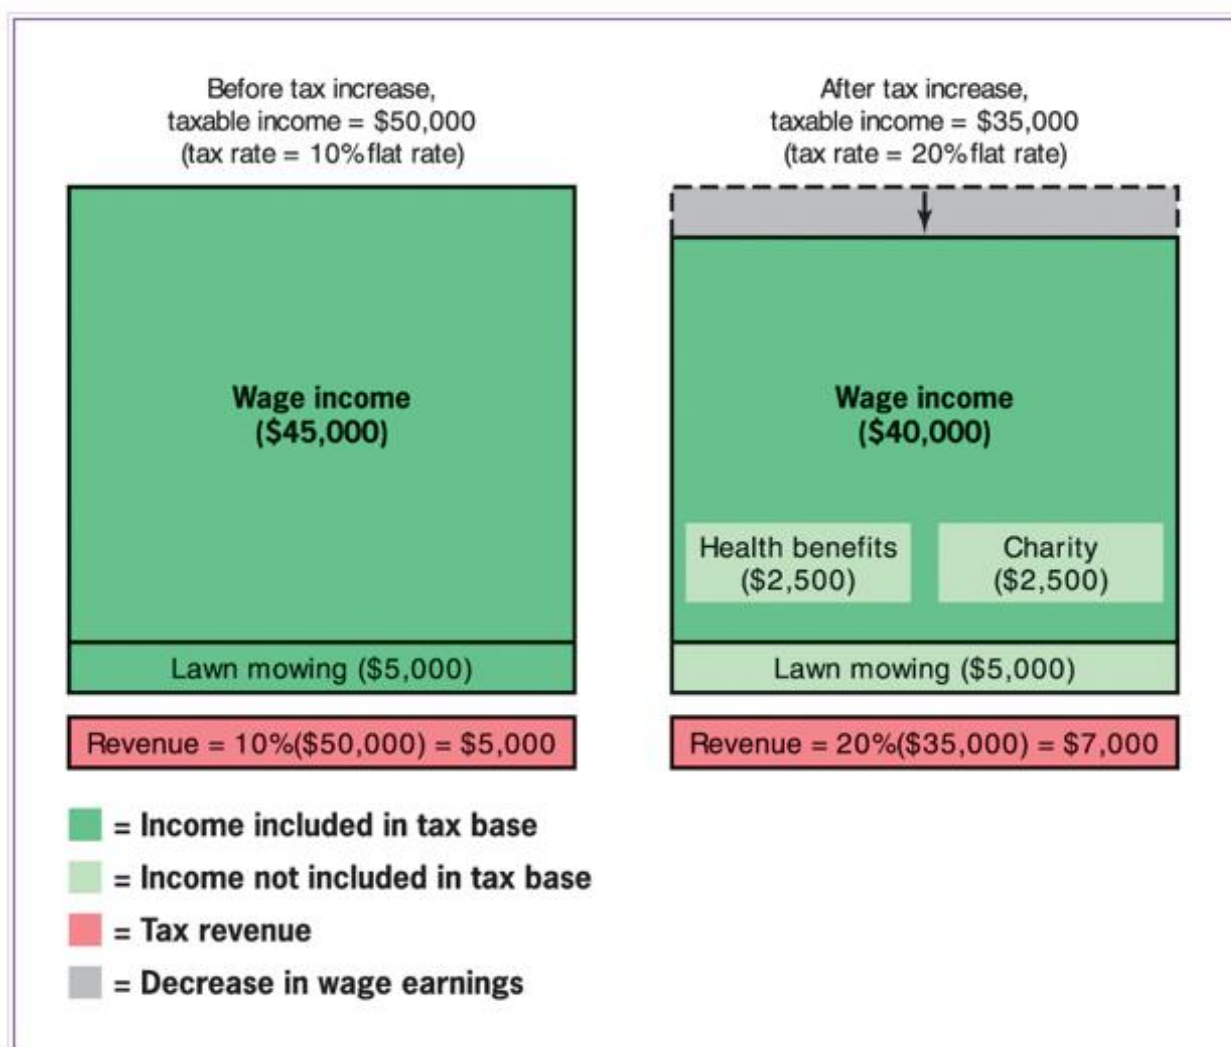 Before tax increase,
taxable income = $50,000
(tax rate = 10% flat rate)
Wage income
($45,000)
Lawn mowing ($5,000)
Revenue = 10%($50,000) = $5,000
After tax increase,
taxable income = $35,000
(tax rate = 20% flat rate)
Wage income
($40,000)
Health benefits
($2,500)
Charity
($2,500)
Lawn mowing ($5,000)
Revenue = 20%($35,000) = $7,000
= Income included in tax base
= Income not included in tax base
= Tax revenue
= Decrease in wage earnings